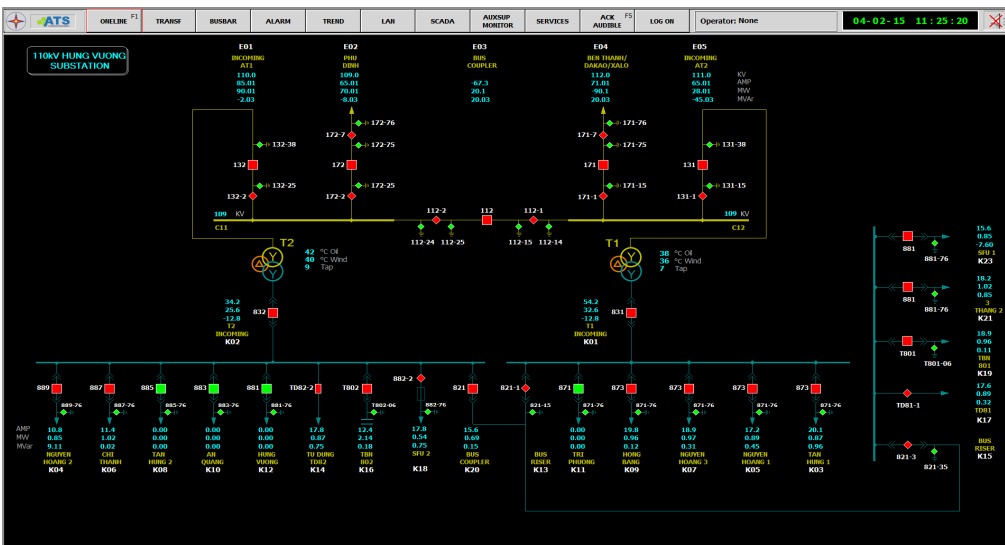 ATS ONELINE F1 TRANSF BUSBAR ALARM TREND LAN SCADA AUXSUP MONITOR SERVICES ACK AUDIBLE F5 LOG ON Operator: None 04-02-15 11:25:20
110kV HUNG VUONG
SUBSTATION
E01
INCOMING
AT1
110.0
85.01
90.01
-2.03
E02
PHU
DINH
109.0
65.01
70.01
-8.03
E03
BUS
COUPLER
-67.3
20.1
20.03
E04
BEN THANH/
DAKAO/XALO
112.0
71.01
-90.1
20.03
E05
INCOMING
AT2
111.0
65.01
28.01
-45.03
KV
AMP
MW
MVAr
172-76 171-76
172-7 171-7
132-38 172-75 171-75 131-38
132 172 171 131
132-25 172-25 171-15 131-15
132-2 172-2 171-1 131-1
112-2 112 112-1
109 KV 109 KV
C11 C12
112-24 112-25 112-15 112-14
T2
42 °C Oil
40 °C Wind
9 Tap
T1
38 °C Oil
36 °C Wind
7 Tap
34.2
25.6
-12.8
T2
INCOMING
K02
832
54.2
32.6
-12.8
T1
INCOMING
K01
831
881
881-76
15.6
0.85
-7.60
SFU 1
K23
881
881-76
18.2
1.02
0.85
3
THANG 2
K21
T801
T801-06
18.9
0.96
0.11
TBN
801
K19
TD81-1
17.6
0.89
0.32
TD81
K17
821-3
821-35
BUS
RISER
K15
889 887 885 883 881 TD82-2 T802 882-2 821 821-1 871 873 873 873 873
889-76 887-76 885-76 883-76 881-76 T802-06 882-76 821-15 871-76 871-76 871-76 871-76 871-76
AMP
MW
MVar
10.8
0.85
9.11
NGUYEN
HOANG 2
K04
11.4
1.02
0.02
CHI
THANH
K06
0.00
0.00
0.00
TAN
HUNG 2
K08
0.00
0.00
0.00
AN
QUANG
K10
0.00
0.00
0.00
HUNG
VUONG
K12
17.8
0.87
0.75
TU DUNG
TD82
K14
12.4
2.14
0.18
TBN
802
K16
17.8
0.54
0.75
SFU 2
K18
15.6
0.69
0.15
BUS
COUPLER
K20
BUS
RISER
K13
0.00
0.00
0.00
TRI
PHUONG
K11
19.8
0.96
0.12
HONG
BANG
K09
18.9
0.97
0.31
NGUYEN
HOANG 3
K07
17.2
0.89
0.45
NGUYEN
HOANG 1
K05
20.1
0.87
0.96
TAN
HUNG 1
K03